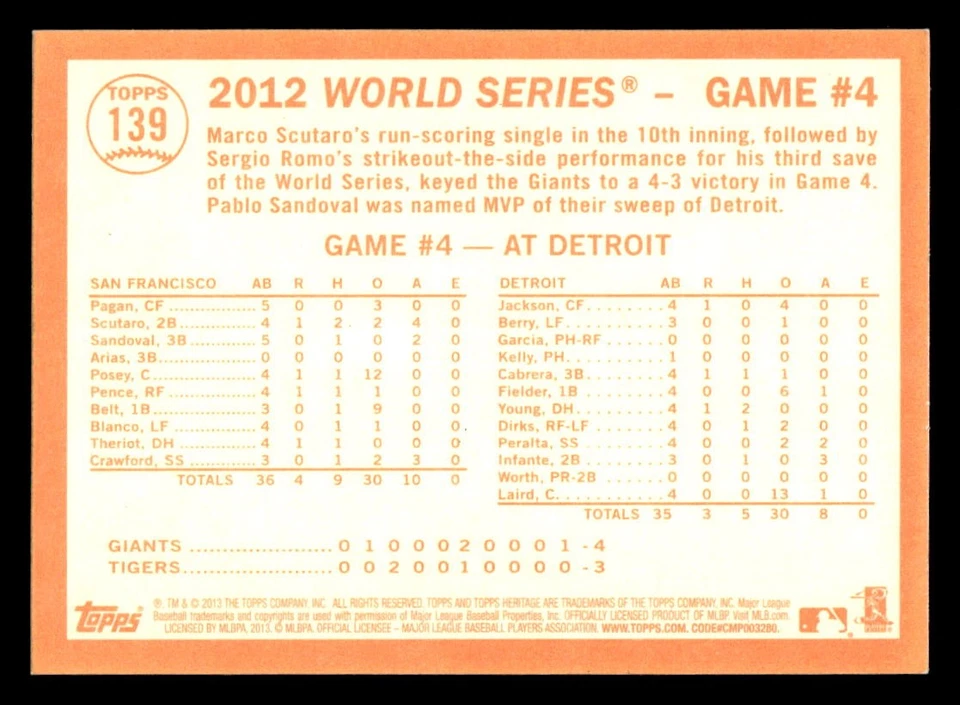 TOPPS
139
2012 WORLD SERIES® – GAME #4
Marco Scutaro's run-scoring single in the 10th inning, followed by
Sergio Romo's strikeout-the-side performance for his third save
of the World Series, keyed the Giants to a 4-3 victory in Game 4.
Pablo Sandoval was named MVP of their sweep of Detroit.
GAME #4 — AT DETROIT
SAN FRANCISCO AB R H O A E
Pagan, CF 5 0 0 3 0 0
Scutaro, 2B 4 1 2 2 4 0
Sandoval, 3B 5 0 1 0 2 0
Arias, 3B 0 0 0 0 0 0
Posey, C 4 1 1 12 0 0
Pence, RF 4 1 1 1 0 0
Belt, 1B 3 0 1 9 0 0
Blanco, LF 4 0 1 1 0 0
Theriot, DH 4 1 1 0 0 0
Crawford, SS 3 0 1 2 3 0
TOTALS 36 4 9 30 10 0
DETROIT AB R H O A E
Jackson, CF 4 1 0 4 0 0
Berry, LF 3 0 0 1 0 0
Garcia, PH-RF 0 0 0 0 0 0
Kelly, PH 1 0 0 0 0 0
Cabrera, 3B 4 1 1 1 0 0
Fielder, 1B 4 0 0 6 1 0
Young, DH 4 1 2 0 0 0
Dirks, RF-LF 4 0 1 2 0 0
Peralta, SS 4 0 0 2 2 0
Infante, 2B 3 0 1 0 3 0
Worth, PR-2B 0 0 0 0 0 0
Laird, C 4 0 0 13 1 0
TOTALS 35 3 5 30 8 0
GIANTS 0 1 0 0 0 2 0 0 0 1 - 4
TIGERS 0 0 2 0 0 1 0 0 0 0 - 3
Topps
®, TM & © 2013 THE TOPPS COMPANY, INC. ALL RIGHTS RESERVED. TOPPS AND TOPPS HERITAGE ARE TRADEMARKS OF THE TOPPS COMPANY, INC. Major League
Baseball trademarks and copyrights are used with permission of Major League Baseball Properties, Inc. OFFICIALLY LICENSED PRODUCT OF MLBP Visit MLB.com
LICENSED BY MLBPA, 2013. © MLBPA, OFFICIAL LICENSEE – MAJOR LEAGUE BASEBALL PLAYERS ASSOCIATION. WWW.TOPPS.COM. CODE#CMP003280.